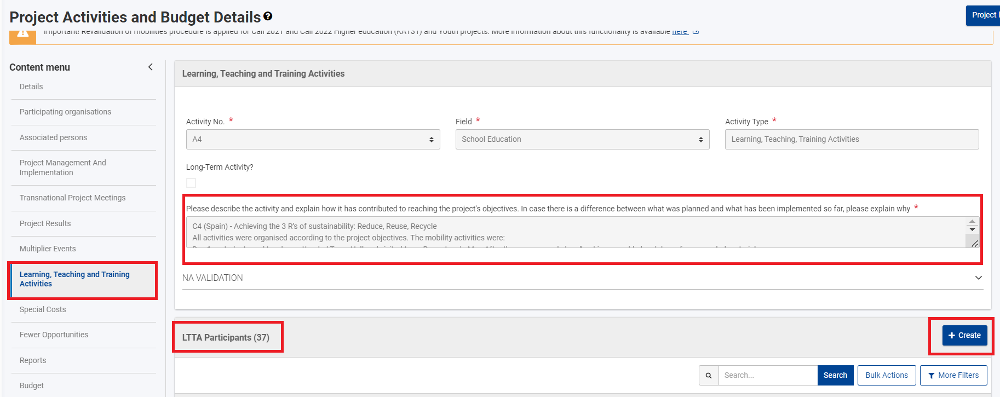 Project Activities and Budget Details
Project
Important! Revalidation of mobilities procedure is applied for Call 2021 and Call 2022 Higher education (KA131) and Youth projects. More information about this functionality is available here
Content menu
Details
Participating organisations
Associated persons
Project Management And
Implementation
Transnational Project Meetings
Project Results
Multiplier Events
Learning, Teaching and Training
Activities
Special Costs
Fewer Opportunities
Reports
Budget
Learning, Teaching and Training Activities
Activity No. *
A4
Field *
School Education
Activity Type *
Learning, Teaching, Training Activities
Long-Term Activity?
Please describe the activity and explain how it has contributed to reaching the project's objectives. In case there is a difference between what was planned and what has been implemented so far, please explain why *
C4 (Spain) - Achieving the 3 R's of sustainability: Reduce, Reuse, Recycle
All activities were organised according to the project objectives. The mobility activities were:
NA VALIDATION
LTTA Participants (37)
+ Create
Search...
Search
Bulk Actions
More Filters